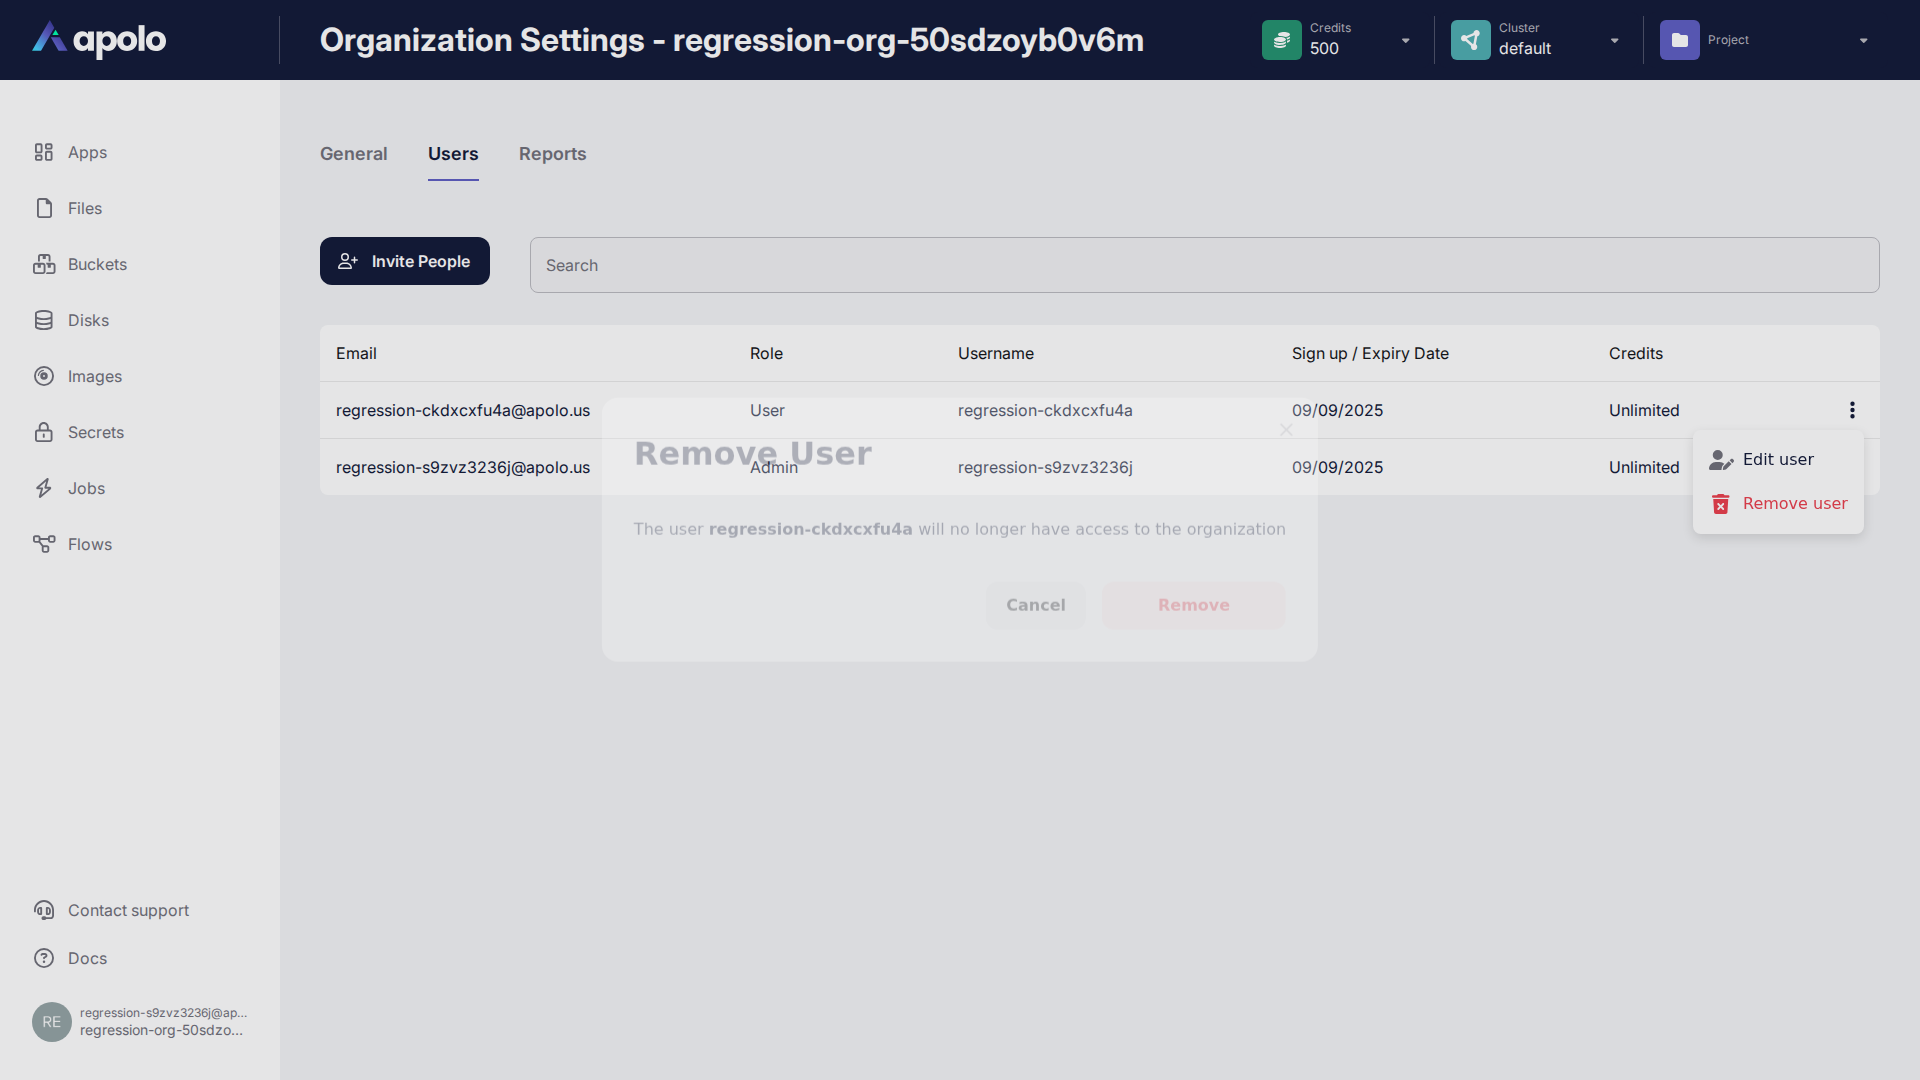 apolo
Organization Settings - regression-org-50sdzoyb0v6m
Credits
500
Cluster
default
Project
Apps
Files
Buckets
Disks
Images
Secrets
Jobs
Flows
Contact support
Docs
RE
regression-s9zvz3236j@ap...
regression-org-50sdzo...
General Users Reports
Invite People
Search
Email Role Username Sign up / Expiry Date Credits
regression-ckdxcxfu4a@apolo.us User regression-ckdxcxfu4a 09/09/2025 Unlimited
regression-s9zvz3236j@apolo.us Admin regression-s9zvz3236j 09/09/2025 Unlimited
Edit user
Remove user
Remove User
The user regression-ckdxcxfu4a will no longer have access to the organization
Cancel Remove